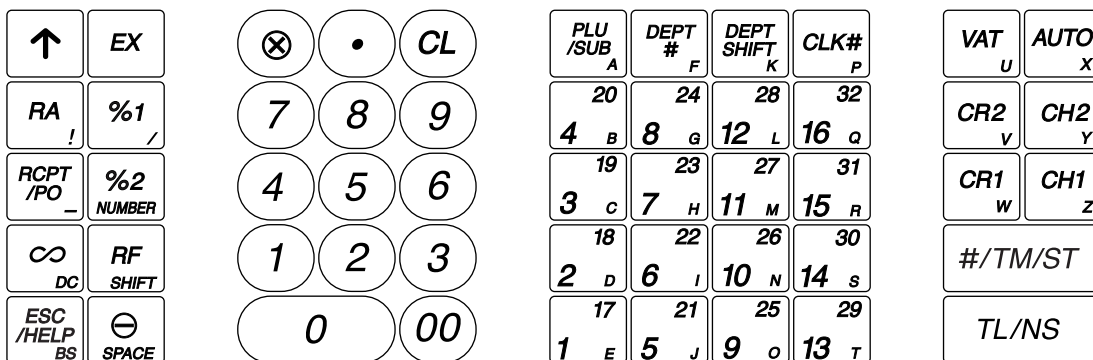 ↑ EX ⊗ • CL PLU /SUB A DEPT # F DEPT SHIFT K CLK# P VAT U AUTO X
RA ! %1 / 7 8 9 20 4 B 24 8 G 28 12 L 32 16 Q CR2 V CH2 Y
RCPT /PO _ %2 NUMBER 4 5 6 19 3 C 23 7 H 27 11 M 31 15 R CR1 W CH1 Z
∞ DC RF SHIFT 1 2 3 18 2 D 22 6 I 26 10 N 30 14 S #/TM/ST
ESC /HELP BS ⊖ SPACE 0 00 17 1 E 21 5 J 25 9 O 29 13 T TL/NS